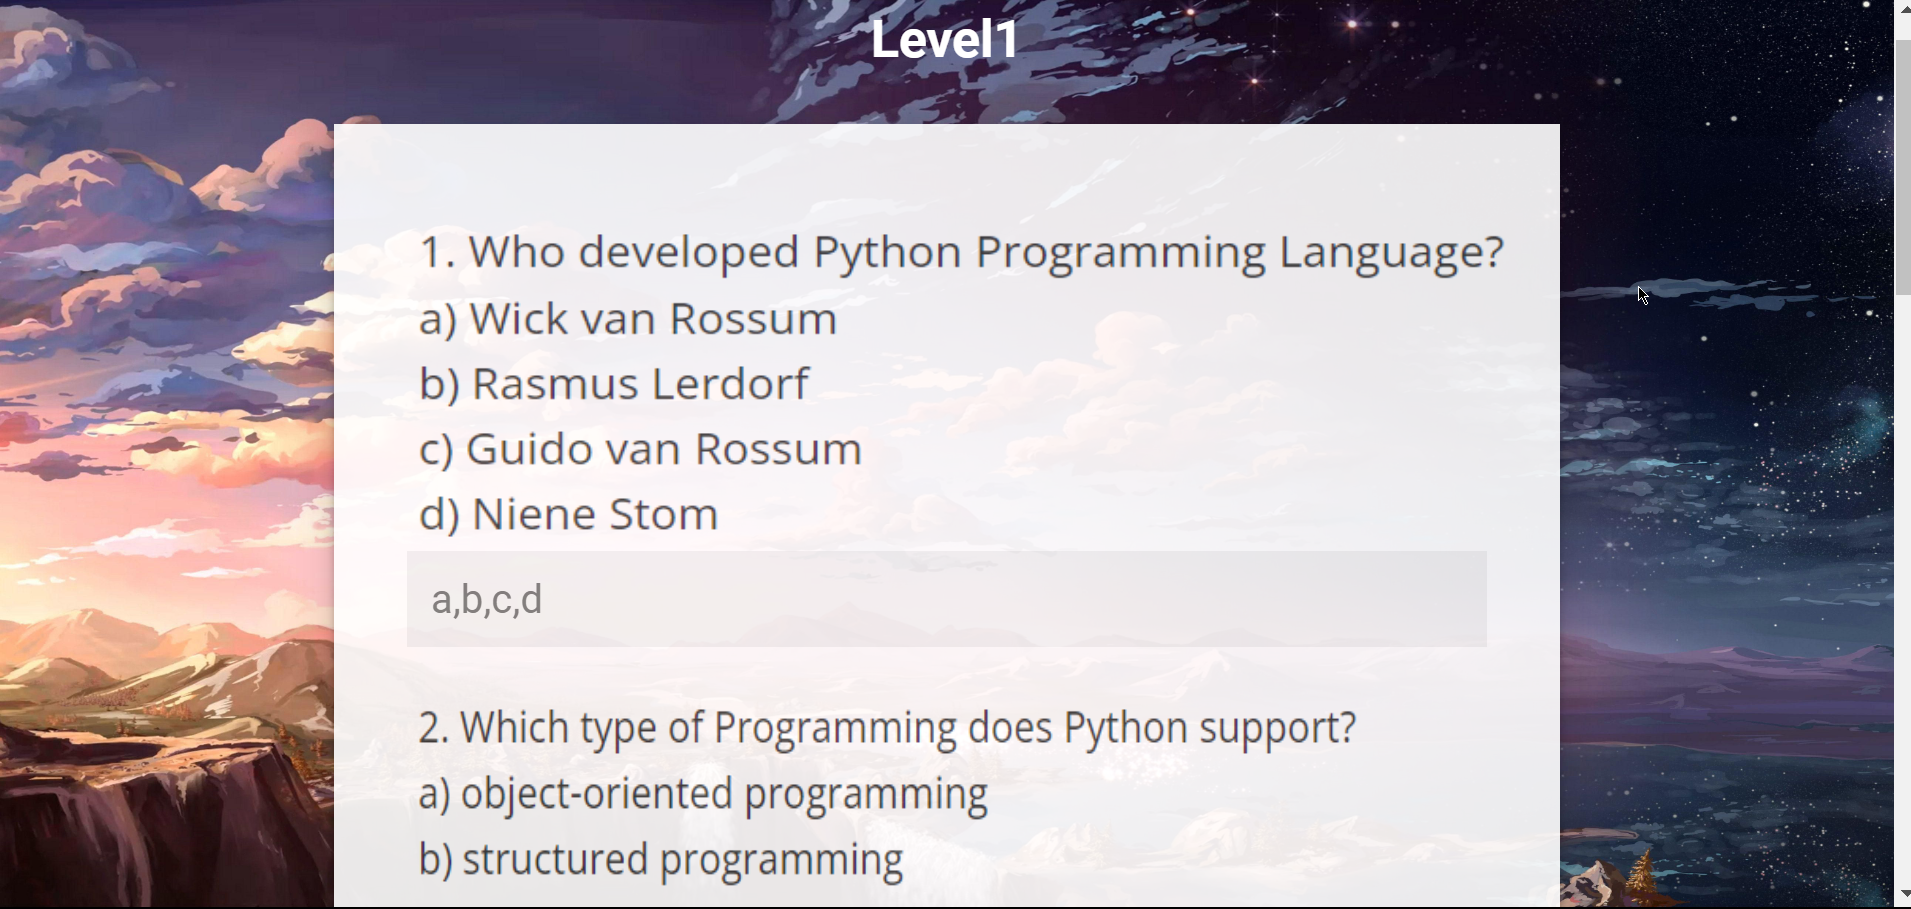 Level1
1. Who developed Python Programming Language?
a) Wick van Rossum
b) Rasmus Lerdorf
c) Guido van Rossum
d) Niene Stom
a,b,c,d
2. Which type of Programming does Python support?
a) object-oriented programming
b) structured programming